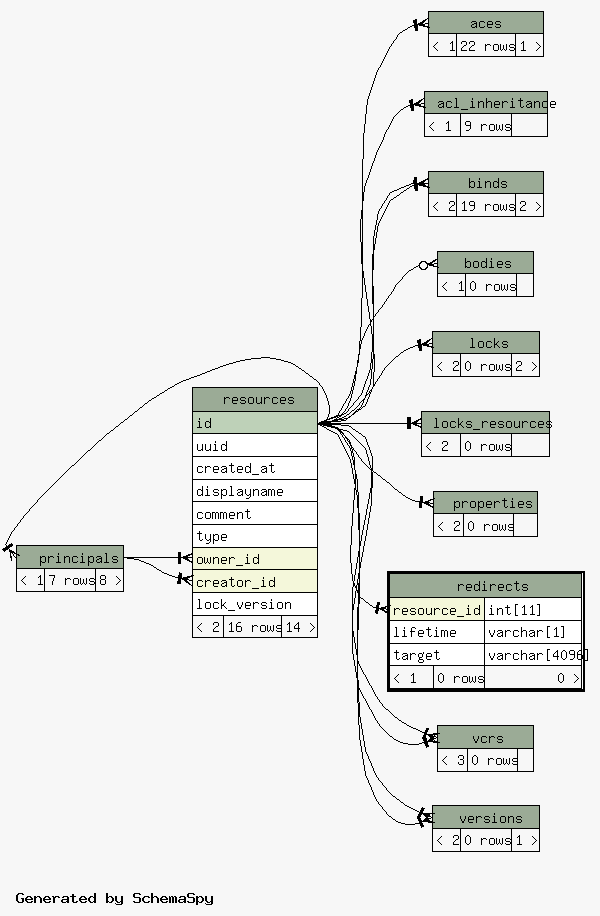 aces
< 1 22 rows 1 >
acl_inheritance
< 1 9 rows
binds
< 2 19 rows 2 >
bodies
< 1 0 rows
locks
< 2 0 rows 2 >
resources
id
uuid
created_at
displayname
comment
type
owner_id
creator_id
lock_version
< 2 16 rows 14 >
locks_resources
< 2 0 rows
properties
< 2 0 rows
principals
< 1 7 rows 8 >
redirects
resource_id int[11]
lifetime varchar[1]
target varchar[4096]
< 1 0 rows 0 >
vcrs
< 3 0 rows
versions
< 2 0 rows 1 >
Generated by SchemaSpy